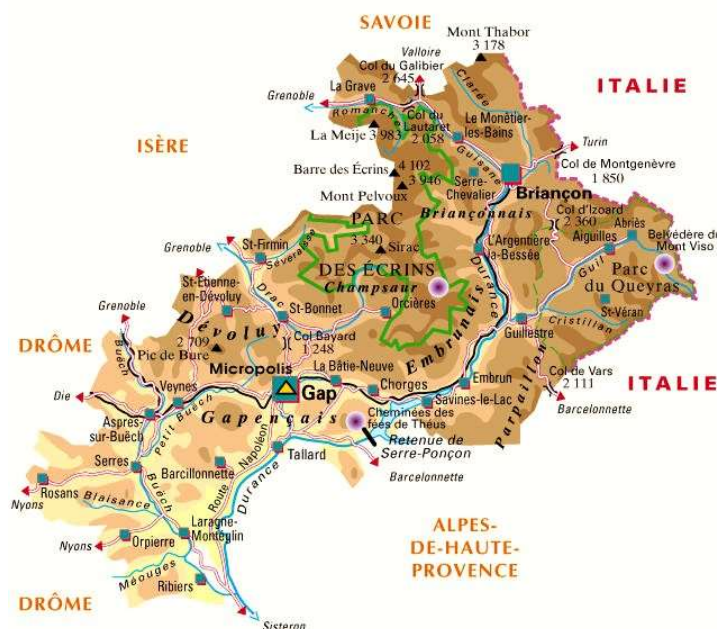 SAVOIE
Mont Thabor
3 178
Valloire
Col du Galibier
2 645
Clarée
ITALIE
La Grave
Grenoble
Romanche
Col du
Lautaret
2 058
Le Monêtier-
les-Bains
La Meije 3 983
Guisane
Turin
ISÈRE
Barre des Écrins
4 102
3 946
Mont Pelvoux
Serre-
Chevalier
Briançon
Col de Montgenèvre
1 850
Briançonnais
Col d'Izoard
2 360
Abriès
Aiguilles
Belvédère du
Mont Viso
PARC
3 340
Sirac
DES ÉCRINS
Champsaur
L'Argentière
-la-Bessée
Guil
Parc
du Queyras
St-Firmin
Séveraisse
Grenoble
St-Etienne-
en-Dévoluy
Drac
St-Bonnet
Orcières
Durance
St-Véran
Cristillan
Guillestre
Grenoble
Dévoluy
Col Bayard
1 248
Embrunais
DRÔME
Buëch
2 709
Pic de Bure
Micropolis
La Bâtie-Neuve
Parpaillon
Col de Vars
2 111
ITALIE
Die
Veynes
Gap
Chorges
Embrun
Savines-le-Lac
Barcelonnette
Aspres-
sur-Buëch
Petit Buëch
Gapençais
Cheminées des
fées de Théus
Retenue de
Serre-Ponçon
Serres
Barcillonnette
Napoléon
Route
Tallard
Durance
Barcelonnette
Rosans
Nyons
Blaisance
Buëch
Laragne-
Monteylin
Orpierre
Nyons
ALPES-
DE-HAUTE-
PROVENCE
Méouges
Ribiers
DRÔME
Sisteron